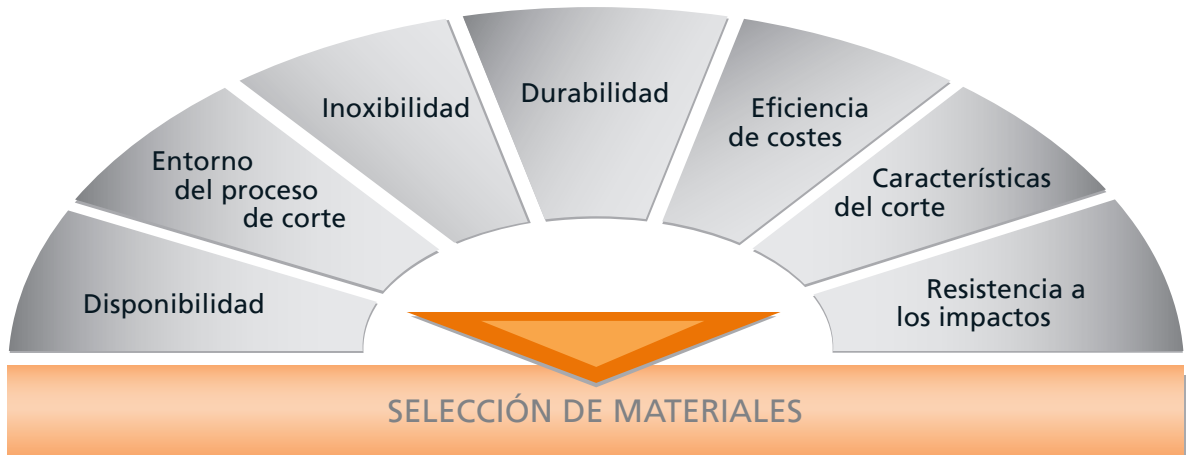 Disponibilidad
Entorno
del proceso
de corte
Inoxibilidad
Durabilidad
Eficiencia
de costes
Características
del corte
Resistencia a
los impactos
SELECCIÓN DE MATERIALES